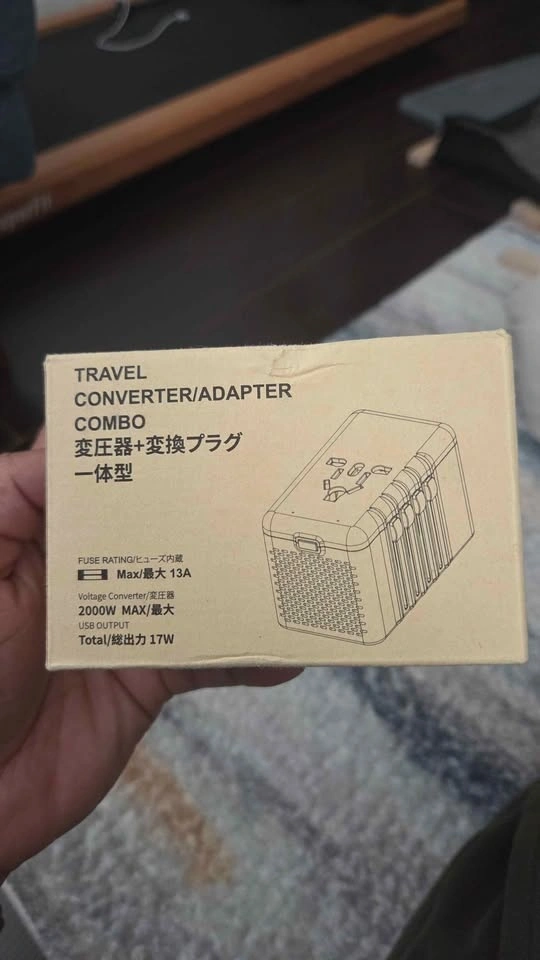 TRAVEL
CONVERTER/ADAPTER
COMBO
変圧器+変換プラグ
一体型
FUSE RATING/ヒューズ内蔵
Max/最大 13A
Voltage Converter/変圧器
2000W MAX/最大
USB OUTPUT
Total/総出力 17W